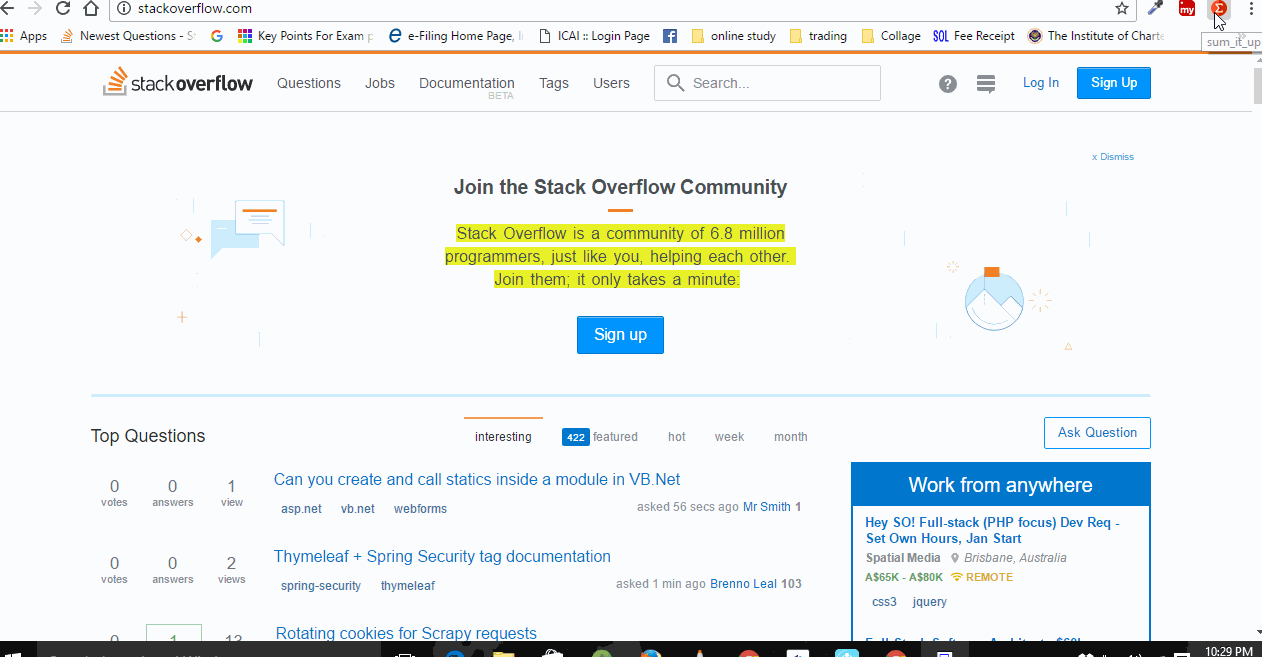 stackoverflow.com
my
Σ
Apps
Newest Questions - S
Key Points For Exam p
e-Filing Home Page, I
ICAI :: Login Page
online study
trading
Collage
SOL Fee Receipt
The Institute of Charte
sum_it_up
stackoverflow
Questions
Jobs
Documentation
BETA
Tags
Users
Search...
?
Log In
Sign Up
x Dismiss
Join the Stack Overflow Community
Stack Overflow is a community of 6.8 million
programmers, just like you, helping each other.
Join them; it only takes a minute:
Sign up
Top Questions
interesting
422 featured
hot
week
month
Ask Question
0 votes
0 answers
1 view
Can you create and call statics inside a module in VB.Net
asp.net vb.net webforms
asked 56 secs ago Mr Smith 1
0 votes
0 answers
2 views
Thymeleaf + Spring Security tag documentation
spring-security thymeleaf
asked 1 min ago Brenno Leal 103
0
1
13
Rotating cookies for Scrapy requests
Work from anywhere
Hey SO! Full-stack (PHP focus) Dev Req -
Set Own Hours, Jan Start
Spatial Media Brisbane, Australia
A$65K - A$80K REMOTE
css3 jquery
10:29 PM